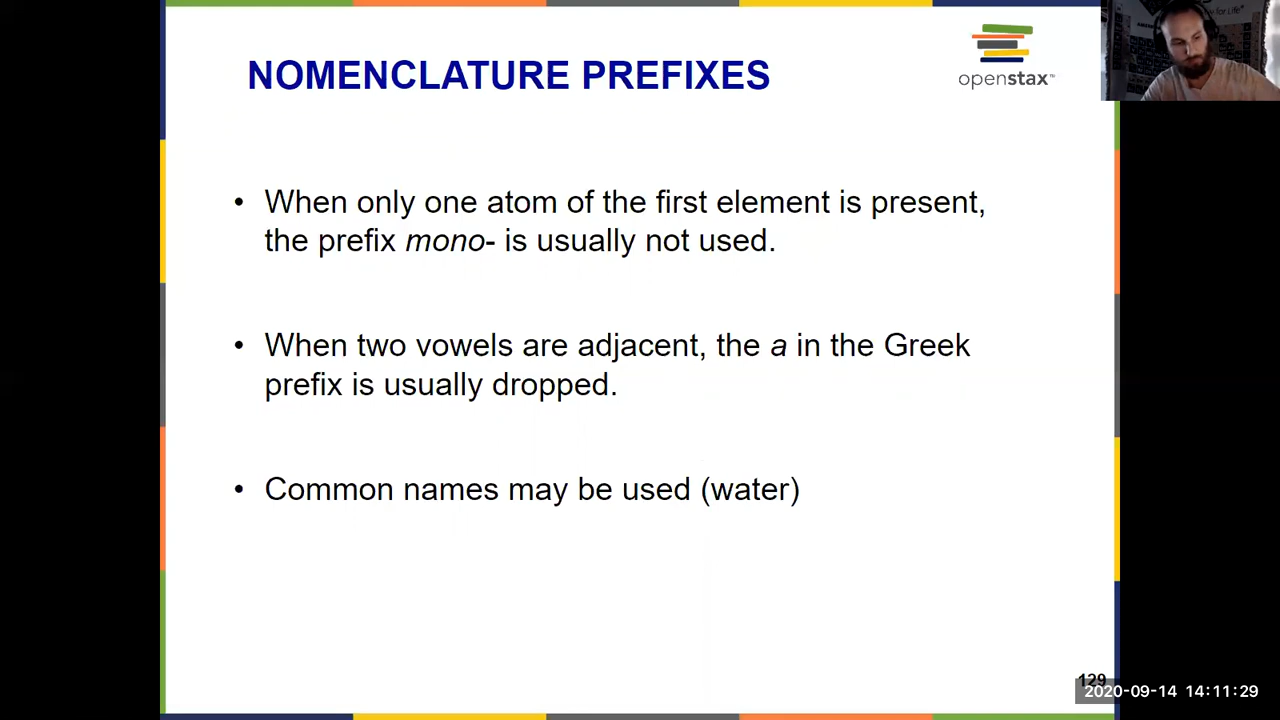 NOMENCLATURE PREFIXES
openstax™
• When only one atom of the first element is present,
the prefix mono- is usually not used.
• When two vowels are adjacent, the a in the Greek
prefix is usually dropped.
• Common names may be used (water)
129
2020-09-14 14:11:29